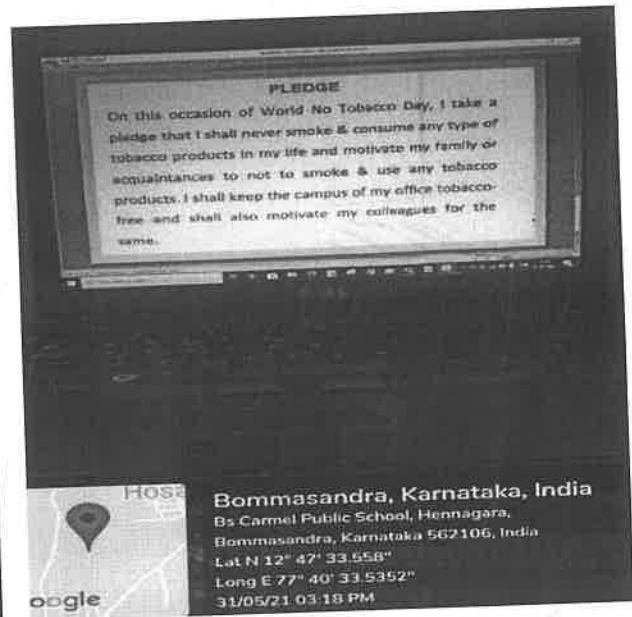 PLEDGE
On this occasion of World No Tobacco Day, I take a
pledge that I shall never smoke & consume any type of
tobacco products in my life and motivate my family or
acquaintances to not to smoke & use any tobacco
products. I shall keep the campus of my office tobacco-
free and shall also motivate my colleagues for the
same.
Hosa
oogle
Bommasandra, Karnataka, India
Bs Carmel Public School, Hennagara,
Bommasandra, Karnataka 562106, India
Lat N 12° 47' 33.558"
Long E 77° 40' 33.5352"
31/05/21 03:18 PM